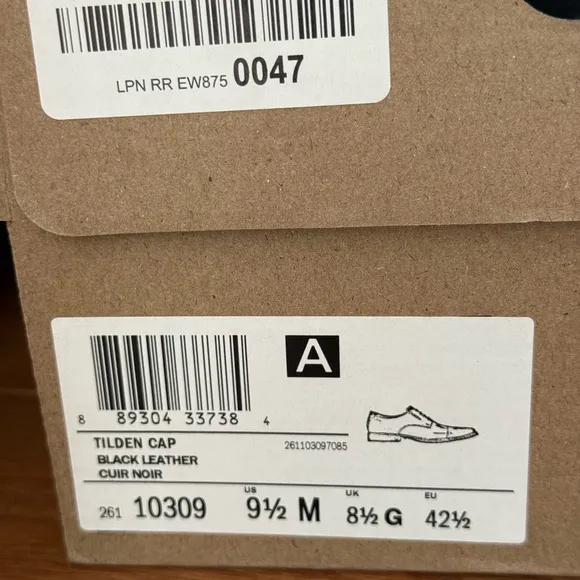 LPN RR EW875 0047
A
8 89304 33738 4
TILDEN CAP 261103097085
BLACK LEATHER
CUIR NOIR
US UK EU
261 10309 9½ M 8½ G 42½